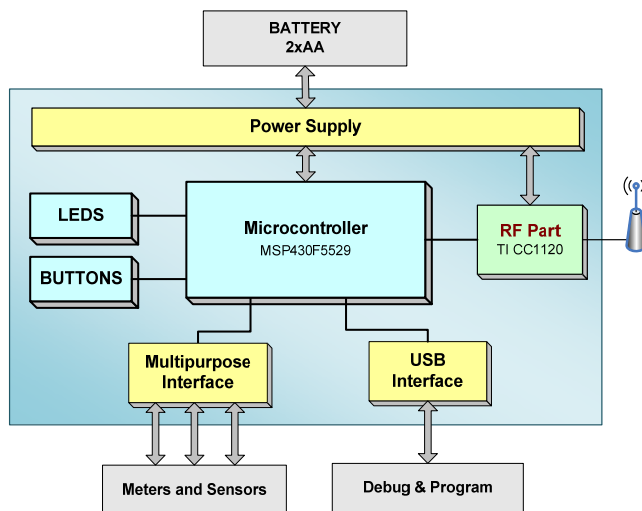 BATTERY
2xAA
Power Supply
LEDS
Microcontroller
MSP430F5529
RF Part
TI CC1120
BUTTONS
Multipurpose
Interface
USB
Interface
Meters and Sensors
Debug & Program